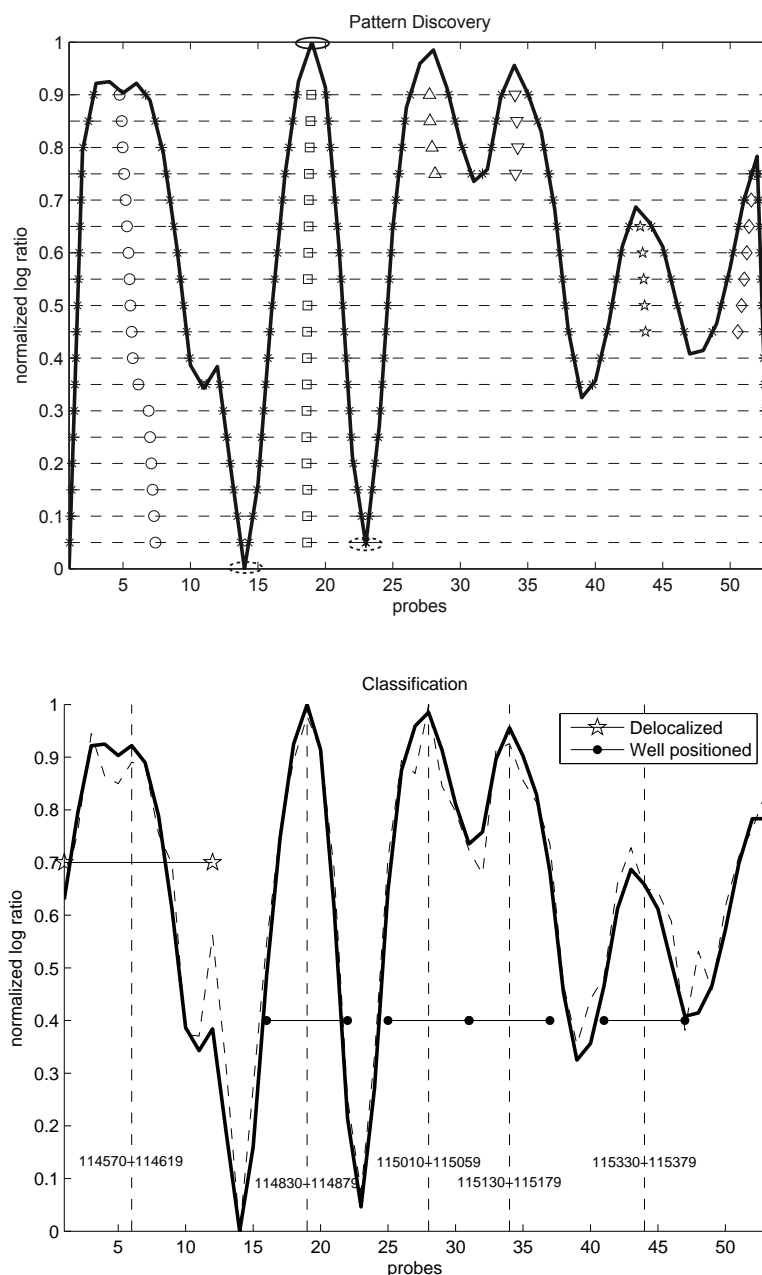 Pattern Discovery
1
0.9
0.8
0.7
0.6
0.5
0.4
0.3
0.2
0.1
0
normalized log ratio
5 10 15 20 25 30 35 40 45 50
probes
Classification
1
0.9
0.8
0.7
0.6
0.5
0.4
0.3
0.2
0.1
0
normalized log ratio
Delocalized
Well positioned
114570-114619
114830-114879
115010-115059
115130-115179
115330-115379
5 10 15 20 25 30 35 40 45 50
probes